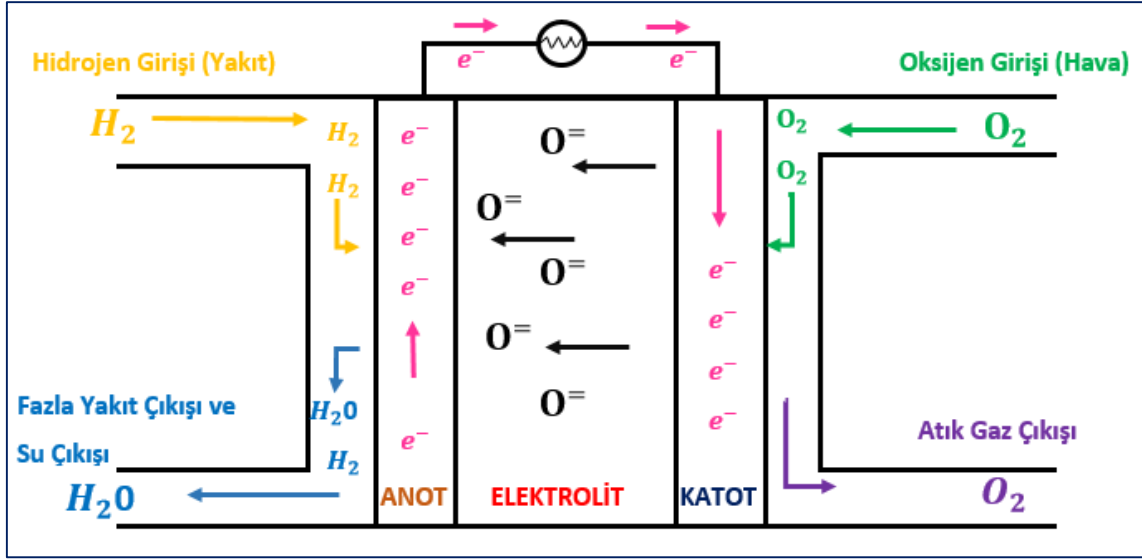 e⁻ e⁻
Hidrojen Girişi (Yakıt)
Oksijen Girişi (Hava)
H₂ H₂ e⁻ O⁼ O₂ O₂
H₂ e⁻ O⁼ O₂
e⁻
e⁻ O⁼ e⁻
O⁼ e⁻
e⁻
Fazla Yakıt Çıkışı ve
Su Çıkışı
H₂0 O⁼ e⁻
H₂ e⁻
Atık Gaz Çıkışı
H₂0 ANOT ELEKTROLİT KATOT O₂